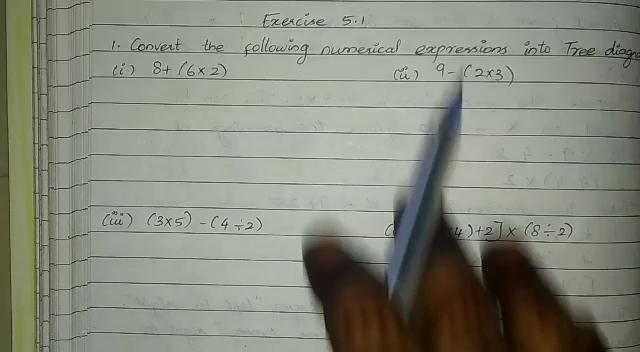 Exercise 5.1
1. Convert the following numerical expressions into Tree
(i) 8+ (6×2)
(ii) 9 - (2×3)
(iii) (3×5) - (4÷2)
4)+2]×(8÷2)